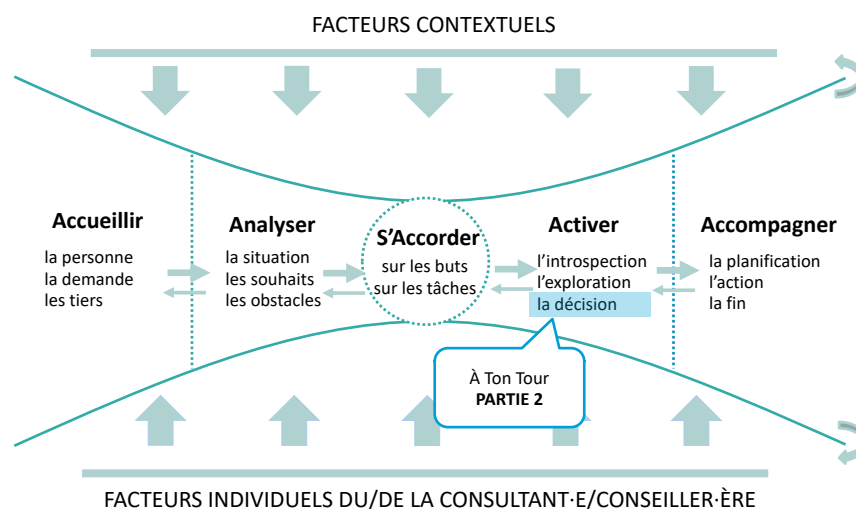 FACTEURS CONTEXTUELS
Accueillir
la personne
la demande
les tiers
Analyser
la situation
les souhaits
les obstacles
S’Accorder
sur les buts
sur les tâches
Activer
l’introspection
l’exploration
la décision
Accompagner
la planification
l’action
la fin
À Ton Tour
PARTIE 2
FACTEURS INDIVIDUELS DU/DE LA CONSULTANT·E/CONSEILLER·ÈRE